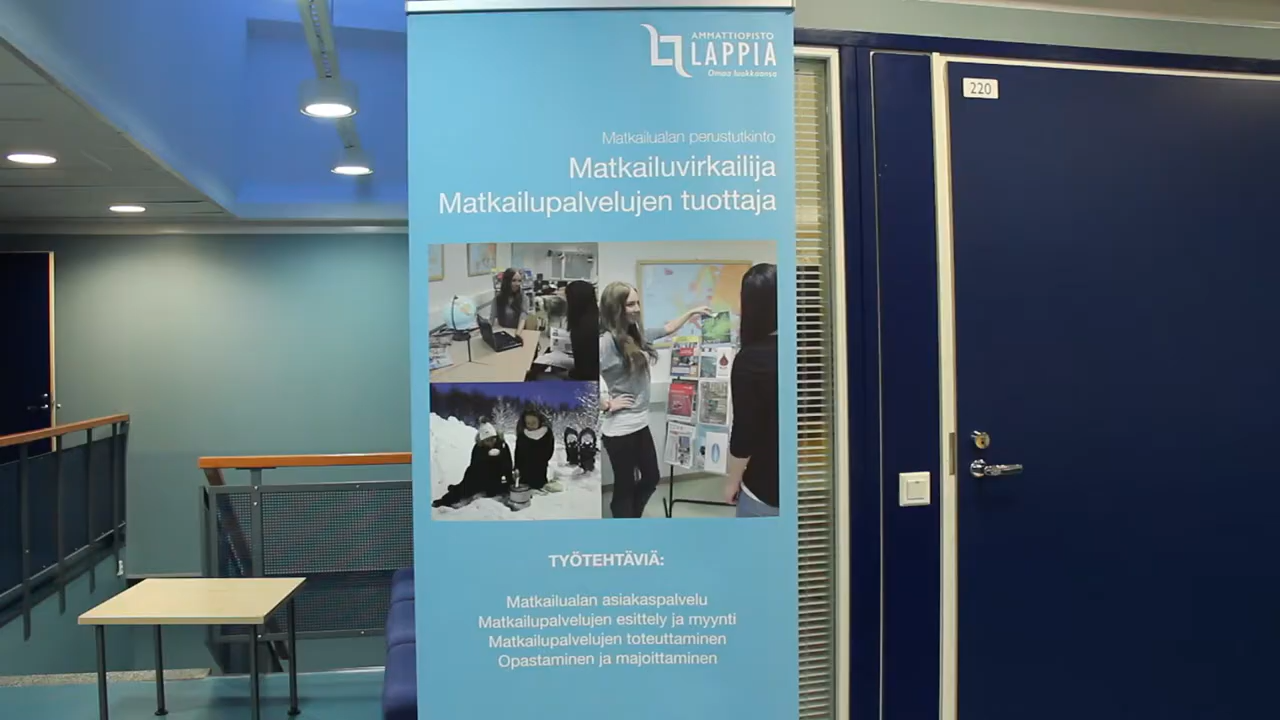 AMMATTIOPISTO
LAPPIA
Omaa luokkaansa
220
Matkailualan perustutkinto
Matkailuvirkailija
Matkailupalvelujen tuottaja
TYÖTEHTÄVIÄ:
Matkailualan asiakaspalvelu
Matkailupalvelujen esittely ja myynti
Matkailupalvelujen toteuttaminen
Opastaminen ja majoittaminen